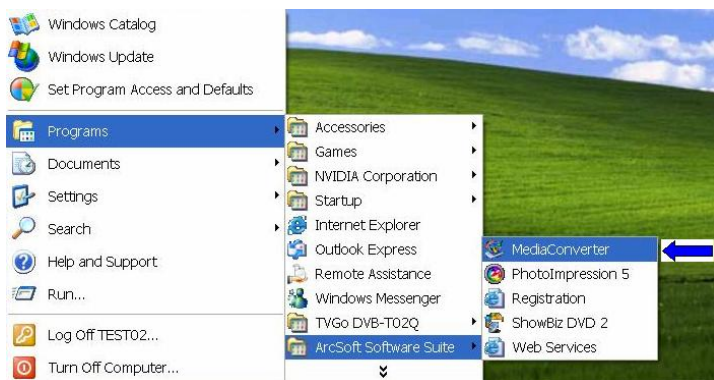 Windows Catalog
Windows Update
Set Program Access and Defaults
Programs
Documents
Settings
Search
Help and Support
Run...
Log Off TEST02...
Turn Off Computer...
Accessories
Games
NVIDIA Corporation
Startup
Internet Explorer
Outlook Express
Remote Assistance
Windows Messenger
TVGo DVB-T02Q
ArcSoft Software Suite
MediaConverter
PhotoImpression 5
Registration
ShowBiz DVD 2
Web Services